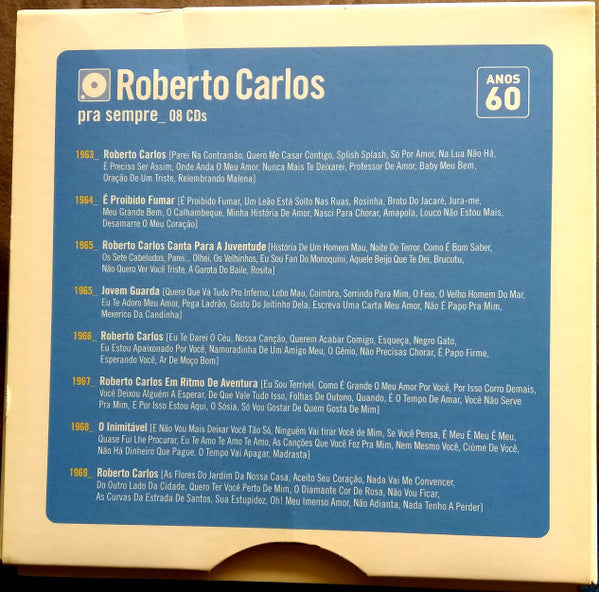 Roberto Carlos
ANOS
60
pra sempre_ 08 CDs
1963_ Roberto Carlos [Parei Na Contramão, Quero Me Casar Contigo, Splish Splash, Só Por Amor, Na Lua Não Há,
É Preciso Ser Assim, Onde Anda O Meu Amor, Nunca Mais Te Deixarei, Professor De Amor, Baby Meu Bem,
Oração De Um Triste, Relembrando Malena]
1964_ É Proibido Fumar [É Proibido Fumar, Um Leão Está Solto Nas Ruas, Rosinha, Broto Do Jacaré, Jura-me,
Meu Grande Bem, O Calhambeque, Minha História De Amor, Nasci Para Chorar, Amapola, Louco Não Estou Mais,
Desamarre O Meu Coração]
1965_ Roberto Carlos Canta Para A Juventude [História De Um Homem Mau, Noite De Terror, Como É Bom Saber,
Os Sete Cabeludos, Parei... Olhei, Os Velhinhos, Eu Sou Fan Do Monoquíni, Aquele Beijo Que Te Dei, Brucutu,
Não Quero Ver Você Triste, A Garota Do Baile, Rosita]
1965_ Jovem Guarda [Quero Que Vá Tudo Pro Inferno, Lobo Mau, Coimbra, Sorrindo Para Mim, O Feio, O Velho Homem Do Mar,
Eu Te Adoro Meu Amor, Pega Ladrão, Gosto Do Jeitinho Dela, Escreva Uma Carta Meu Amor, Não É Papo Pra Mim,
Mexerico Da Candinha]
1966_ Roberto Carlos [Eu Te Darei O Céu, Nossa Canção, Querem Acabar Comigo, Esqueça, Negro Gato,
Eu Estou Apaixonado Por Você, Namoradinha De Um Amigo Meu, O Gênio, Não Precisas Chorar, É Papo Firme,
Esperando Você, Ar De Moço Bom]
1967_ Roberto Carlos Em Ritmo De Aventura [Eu Sou Terrível, Como É Grande O Meu Amor Por Você, Por Isso Corro Demais,
Você Deixou Alguém A Esperar, De Que Vale Tudo Isso, Folhas De Outono, Quando, É O Tempo De Amar, Você Não Serve
Pra Mim, E Por Isso Estou Aqui, O Sósia, Só Vou Gostar De Quem Gosta De Mim]
1968_ O Inimitável [E Não Vou Mais Deixar Você Tão Só, Ninguém Vai tirar Você de Mim, Se Você Pensa, É Meu É Meu É Meu,
Quase Fui Lhe Procurar, Eu Te Amo Te Amo Te Amo, As Canções Que Você Fez Pra Mim, Nem Mesmo Você, Ciúme De Você,
Não Há Dinheiro Que Pague, O Tempo Vai Apagar, Madrasta]
1969_ Roberto Carlos [As Flores Do Jardim Da Nossa Casa, Aceito Seu Coração, Nada Vai Me Convencer,
Do Outro Lado Da Cidade, Quero Ter Você Perto De Mim, O Diamante Cor De Rosa, Não Vou Ficar,
As Curvas Da Estrada De Santos, Sua Estupidez, Oh! Meu Imenso Amor, Não Adianta, Nada Tenho A Perder]